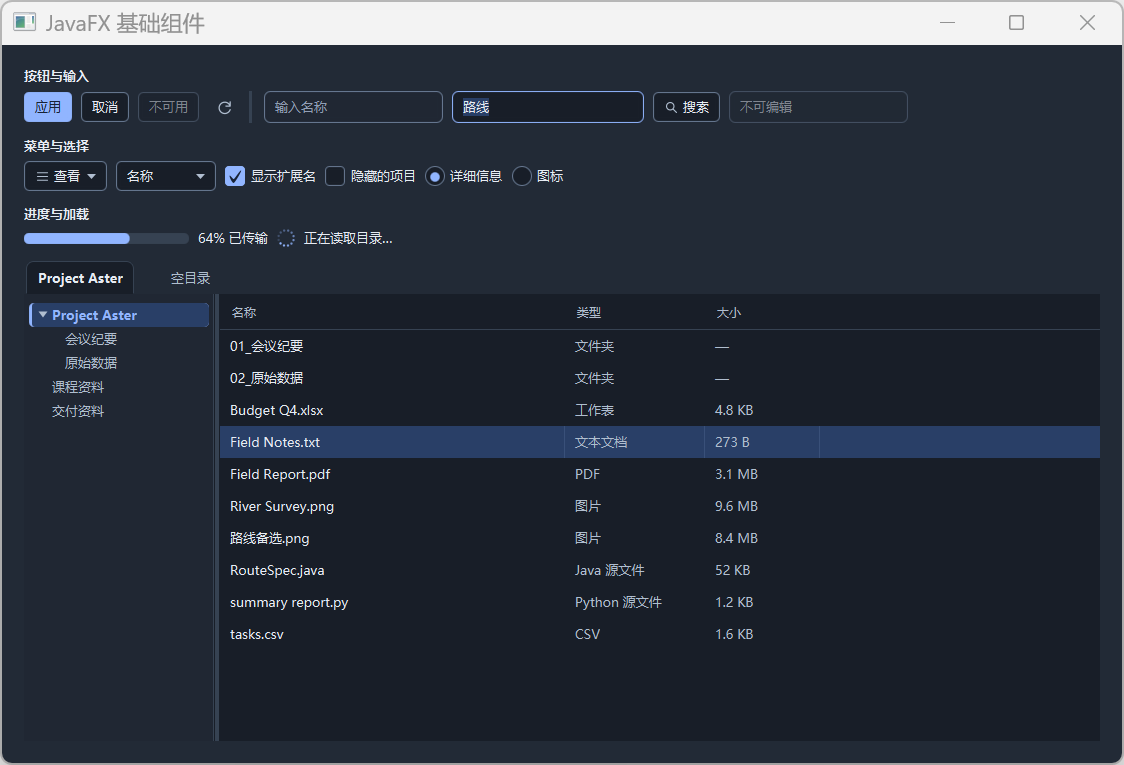 JavaFX 基础组件
按钮与输入
应用 取消 不可用 输入名称 路线 搜索 不可编辑
菜单与选择
查看 名称 显示扩展名 隐藏的项目 详细信息 图标
进度与加载
64% 已传输 正在读取目录...
Project Aster 空目录
Project Aster
会议纪要
原始数据
课程资料
交付资料
名称 类型 大小
01_会议纪要 文件夹 —
02_原始数据 文件夹 —
Budget Q4.xlsx 工作表 4.8 KB
Field Notes.txt 文本文档 273 B
Field Report.pdf PDF 3.1 MB
River Survey.png 图片 9.6 MB
路线备选.png 图片 8.4 MB
RouteSpec.java Java 源文件 52 KB
summary report.py Python 源文件 1.2 KB
tasks.csv CSV 1.6 KB